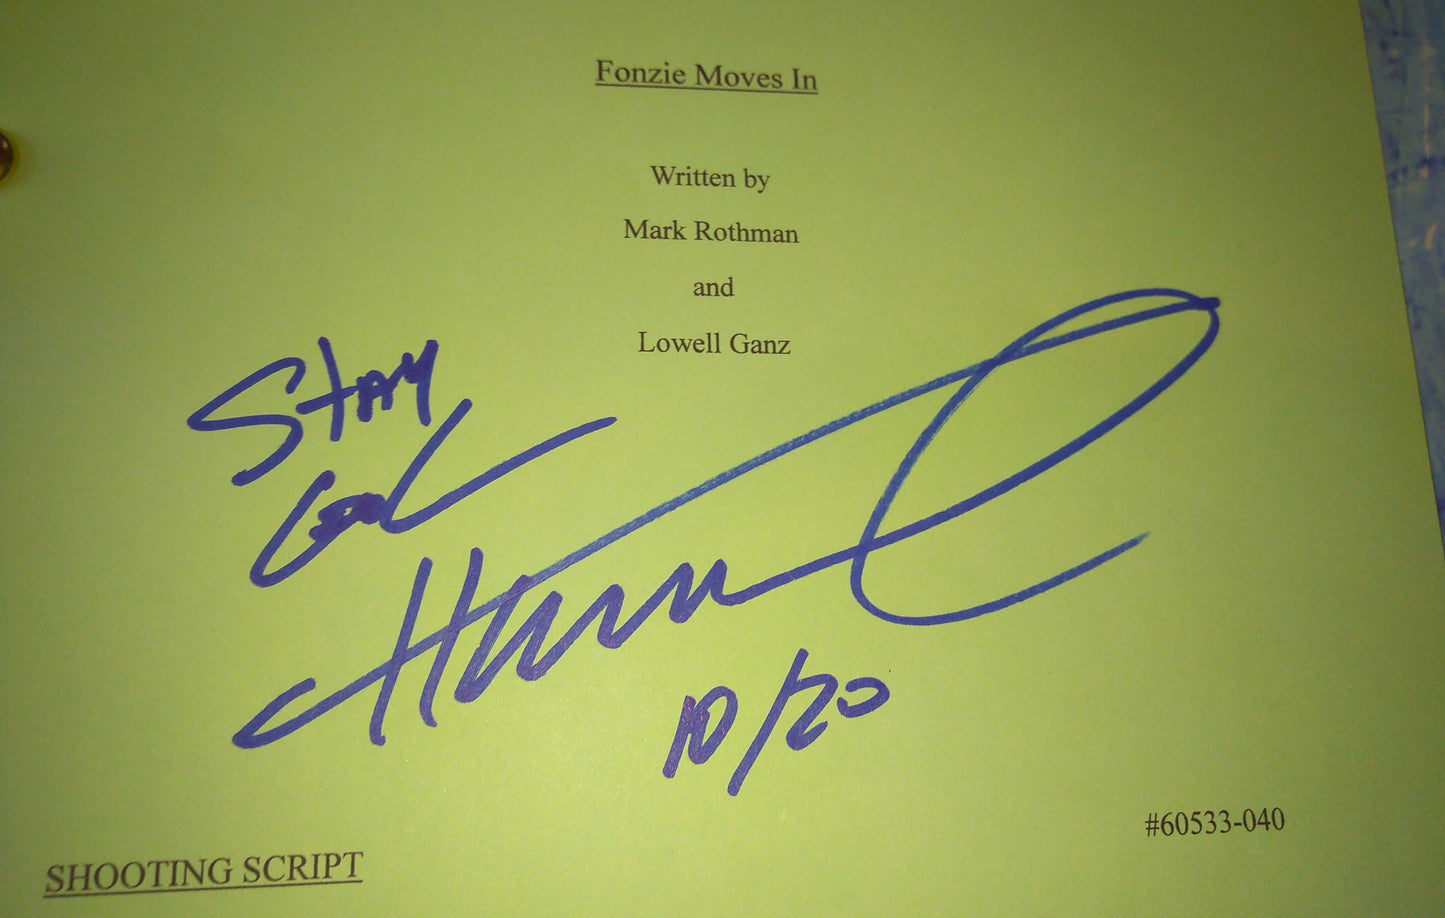 Fonzie Moves In
Written by
Mark Rothman
and
Lowell Ganz
Stay
Cool
10/20
#60533-040
SHOOTING SCRIPT